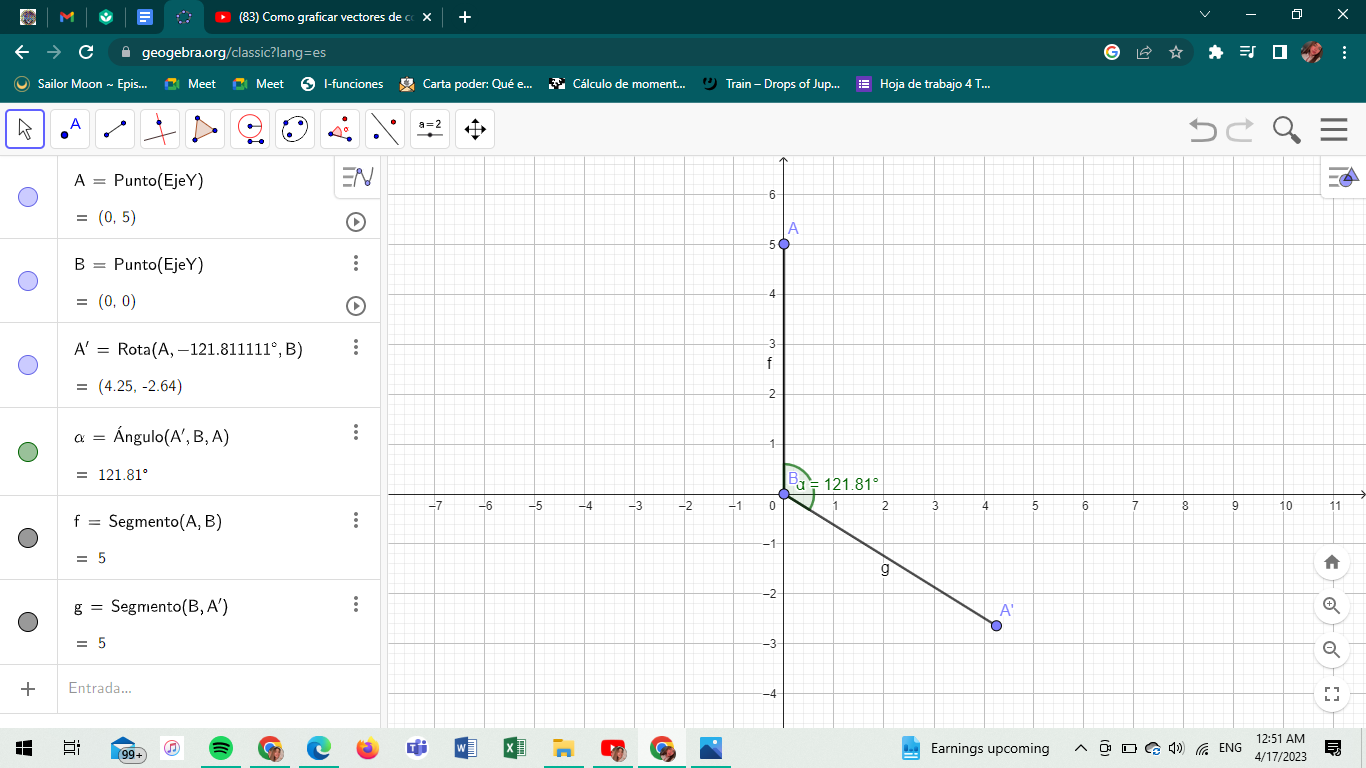 (83) Como graficar vectores de c
geogebra.org/classic?lang=es
Sailor Moon ~ Epis... Meet Meet I-funciones Carta poder: Qué e... Cálculo de moment... Train – Drops of Jup... Hoja de trabajo 4 T...
A a=2
A = Punto(EjeY)
= (0, 5)
B = Punto(EjeY)
= (0, 0)
A′ = Rota(A, −121.811111°, B)
= (4.25, -2.64)
α = Ángulo(A′, B, A)
= 121.81°
f = Segmento(A, B)
= 5
g = Segmento(B, A′)
= 5
+ Entrada...
6
A
5
4
3
f
2
1
B
α = 121.81°
−7 −6 −5 −4 −3 −2 −1 0 1 2 3 4 5 6 7 8 9 10 11
−1
g
−2
A'
−3
−4
99+ Earnings upcoming ENG 12:51 AM
4/17/2023